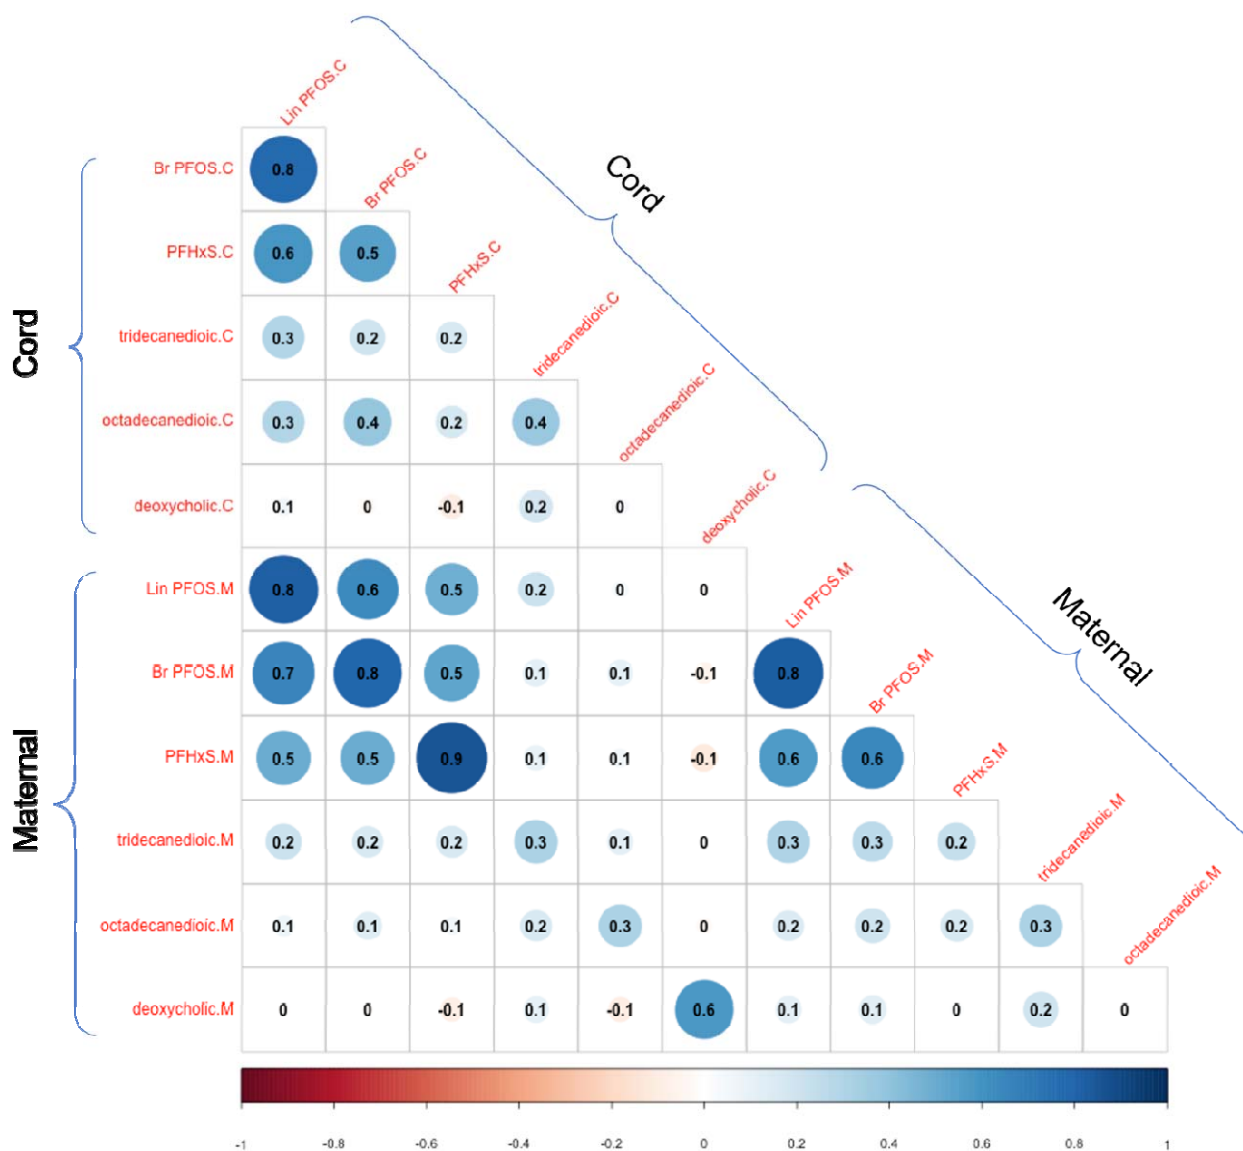 Lin PFOS.C
Cord
Br PFOS.C 0.8 Br PFOS.C
PFHxS.C 0.6 0.5 PFHxS.C
tridecanedioic.C 0.3 0.2 0.2 tridecanedioic.C
octadecanedioic.C 0.3 0.4 0.2 0.4 octadecanedioic.C
deoxycholic.C 0.1 0 -0.1 0.2 0 deoxycholic.C
Cord
Lin PFOS.M 0.8 0.6 0.5 0.2 0 0 Lin PFOS.M
Maternal
Br PFOS.M 0.7 0.8 0.5 0.1 0.1 -0.1 0.8 Br PFOS.M
PFHxS.M 0.5 0.5 0.9 0.1 0.1 -0.1 0.6 0.6 PFHxS.M
tridecanedioic.M 0.2 0.2 0.2 0.3 0.1 0 0.3 0.3 0.2 tridecanedioic.M
octadecanedioic.M 0.1 0.1 0.1 0.2 0.3 0 0.2 0.2 0.2 0.3 octadecanedioic.M
deoxycholic.M 0 0 -0.1 0.1 -0.1 0.6 0.1 0.1 0 0.2 0
Maternal
-1 -0.8 -0.6 -0.4 -0.2 0 0.2 0.4 0.6 0.8 1